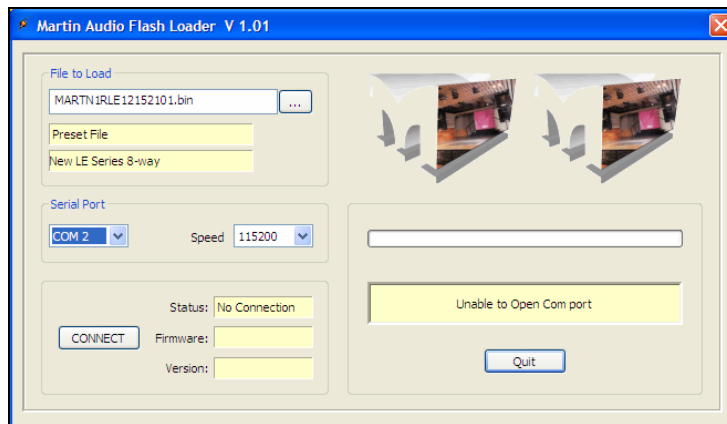 Martin Audio Flash Loader V 1.01
File to Load
MARTN1RLE12152101.bin
...
Preset File
New LE Series 8-way
Serial Port
COM 2
Speed 115200
Unable to Open Com port
Status: No Connection
CONNECT
Firmware:
Version:
Quit